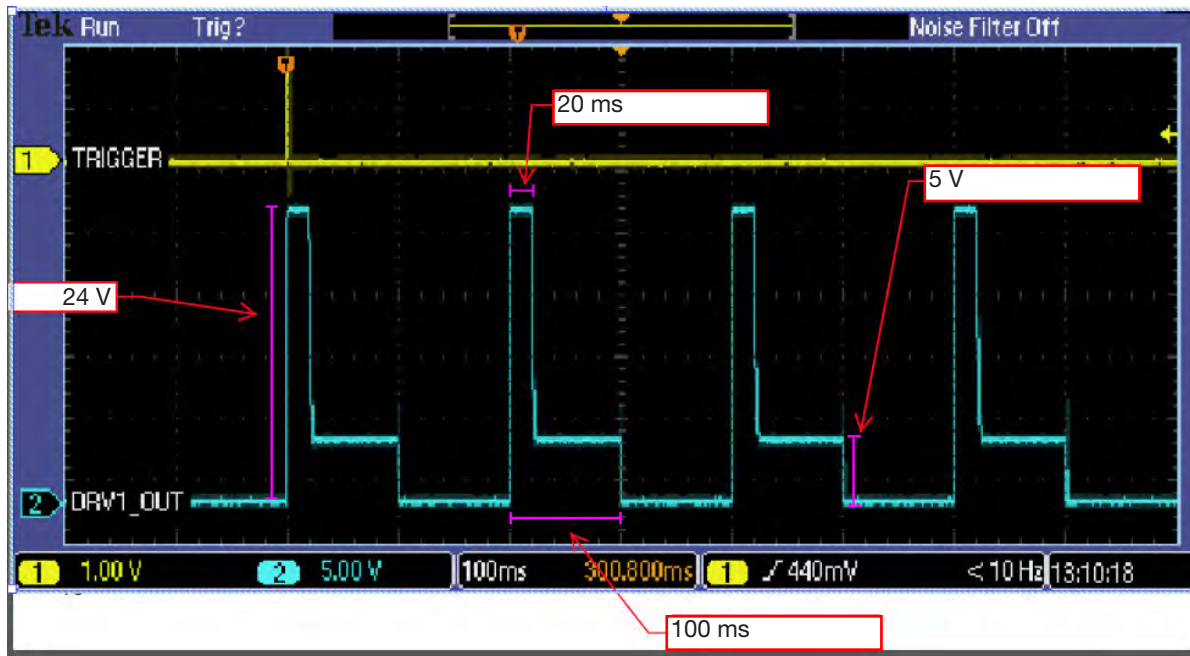 Tek Run Trig? Noise Filter Off
20 ms
1 TRIGGER
5 V
24 V
2 DRV1_OUT
1 1.00 V 2 5.00 V 100ms 300.800ms 1 440mV < 10 Hz 13:10:18
100 ms